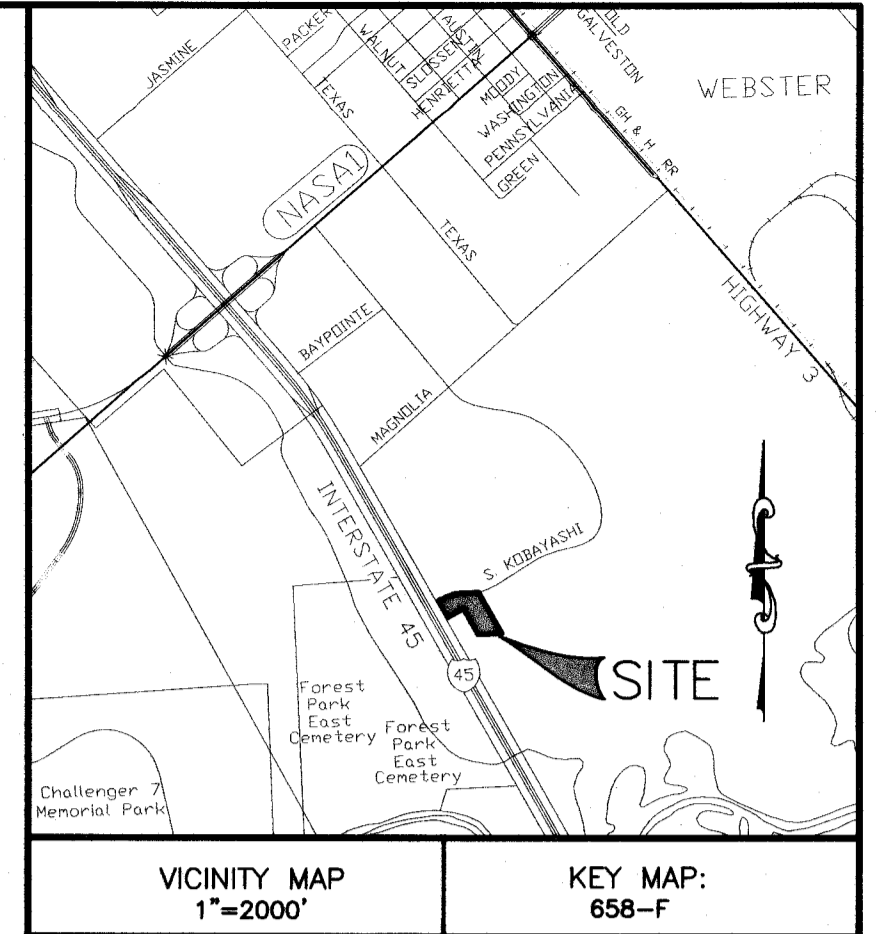 JASMINE
PACKER
WALNUT
SLOSSEN
AUSTIN
HENRIETTA
TEXAS
MOODY
WASHINGTON
PENNSYLVANIA
GREEN
OLD
GALVESTON
GH & H RR
WEBSTER
NASA1
TEXAS
HIGHWAY 3
BAYPOINTE
MAGNOLIA
INTERSTATE 45
S. KOBAYASHI
45
SITE
Forest
Park
East
Cemetery
Forest
Park
East
Cemetery
Challenger 7
Memorial Park
VICINITY MAP
1"=2000'
KEY MAP:
658-F